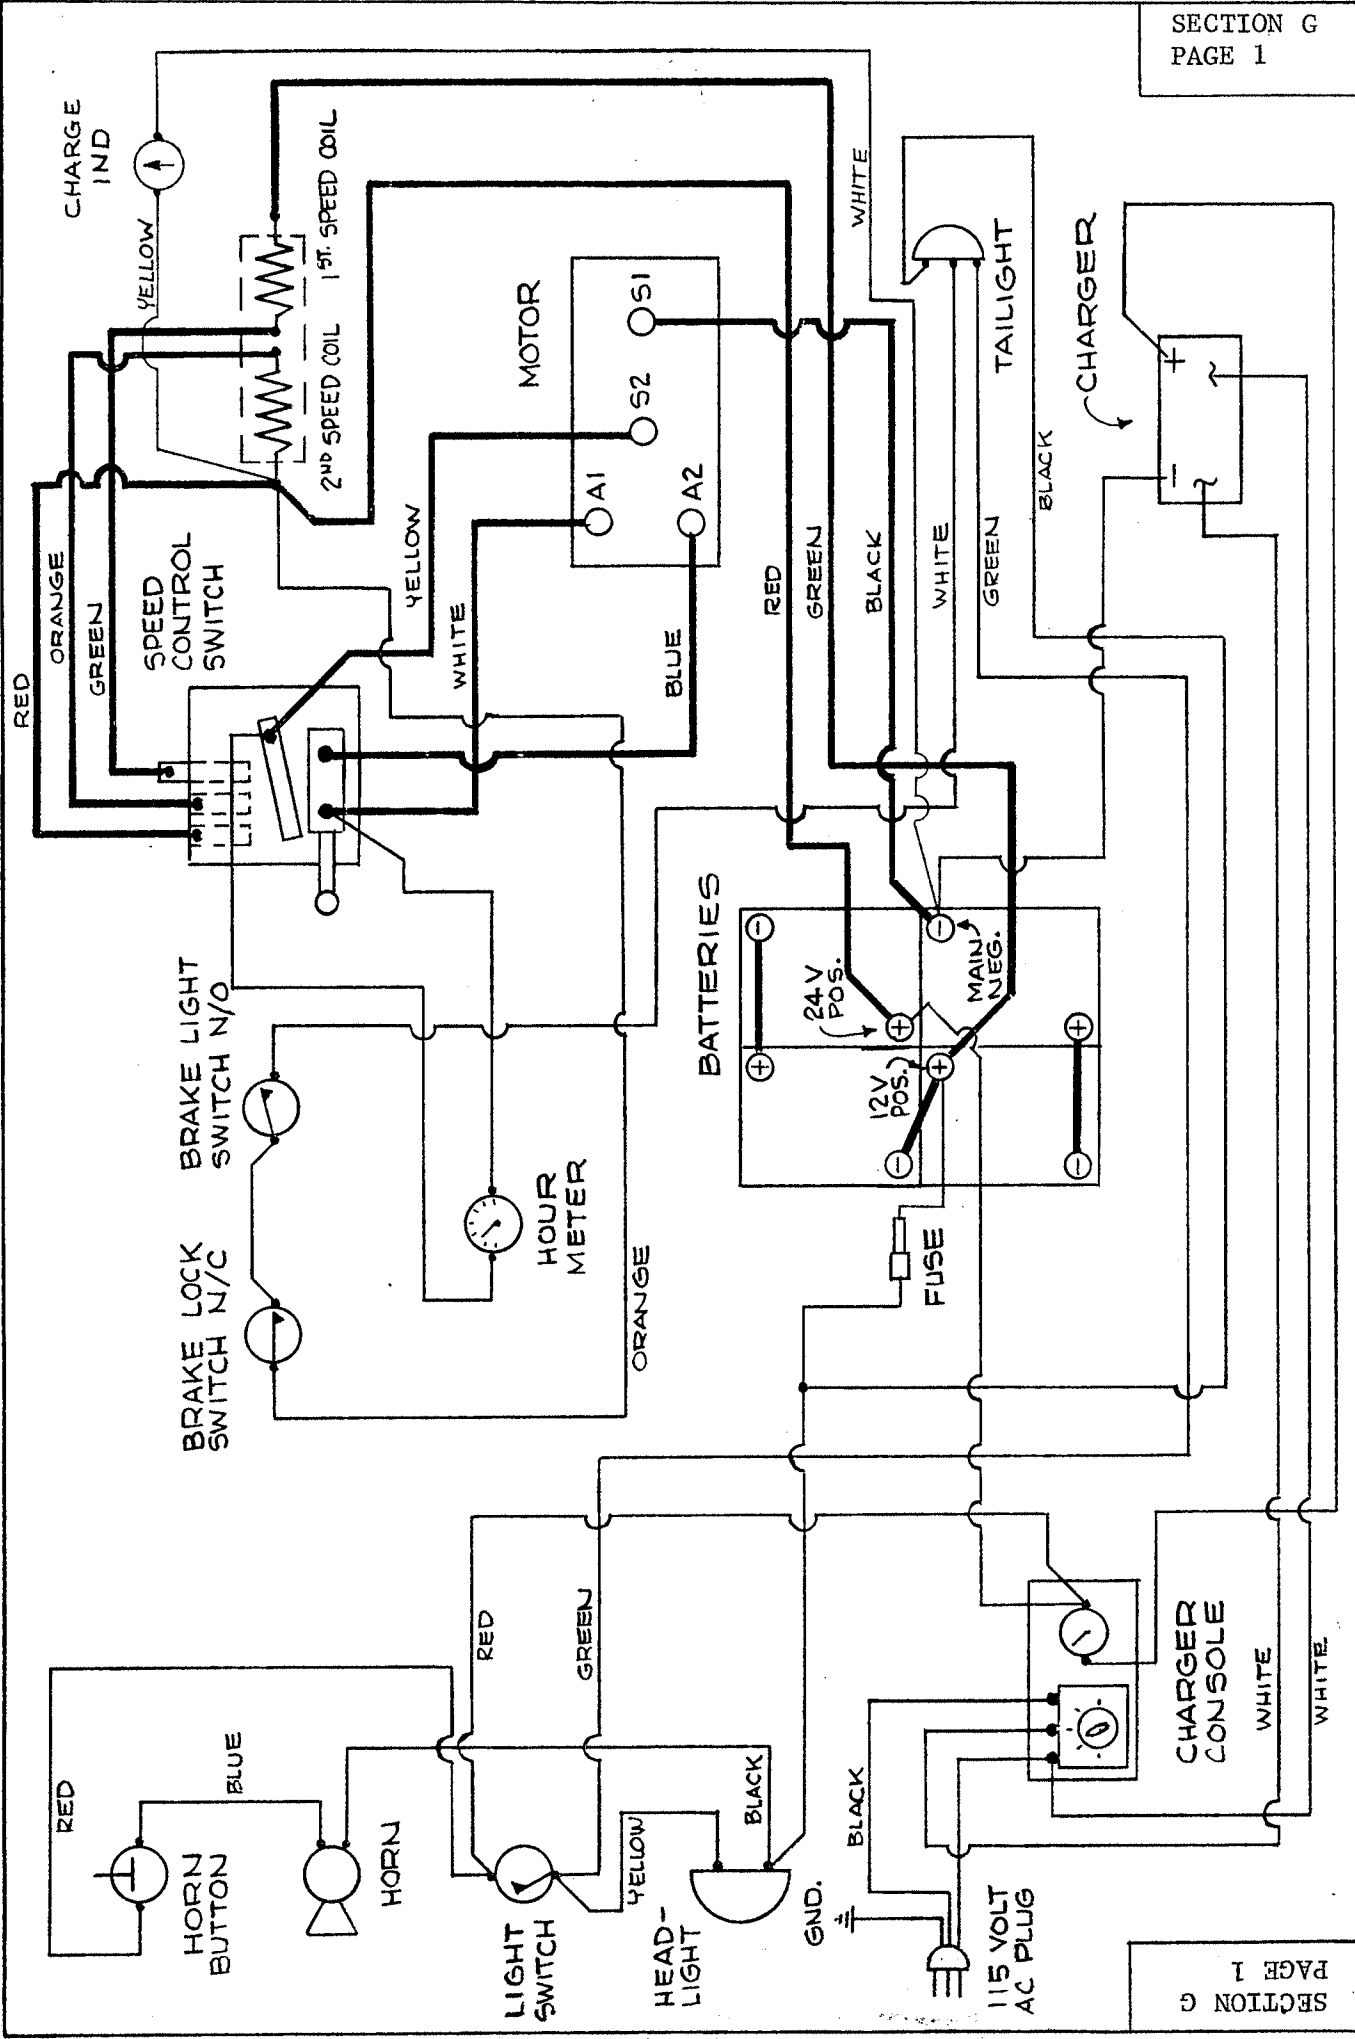 SECTION G
PAGE 1
CHARGE
IND
YELLOW
1ST. SPEED COIL
2ND SPEED COIL
WHITE
RED
ORANGE
GREEN
SPEED
CONTROL
SWITCH
YELLOW
WHITE
MOTOR
S1
S2
A1
A2
BLUE
RED
GREEN
BLACK
WHITE
GREEN
TAILIGHT
BLACK
CHARGER
+
~
-
~
BRAKE LIGHT
SWITCH N/O
BRAKE LOCK
SWITCH N/C
HOUR
METER
ORANGE
BATTERIES
-
+
24V
POS.
+
-
MAIN
NEG.
12V
POS.
+
-
+
-
FUSE
RED
HORN
BUTTON
BLUE
HORN
RED
GREEN
LIGHT
SWITCH
YELLOW
BLACK
HEAD-
LIGHT
GND.
BLACK
115 VOLT
AC PLUG
CHARGER
CONSOLE
WHITE
WHITE
SECTION G
PAGE 1